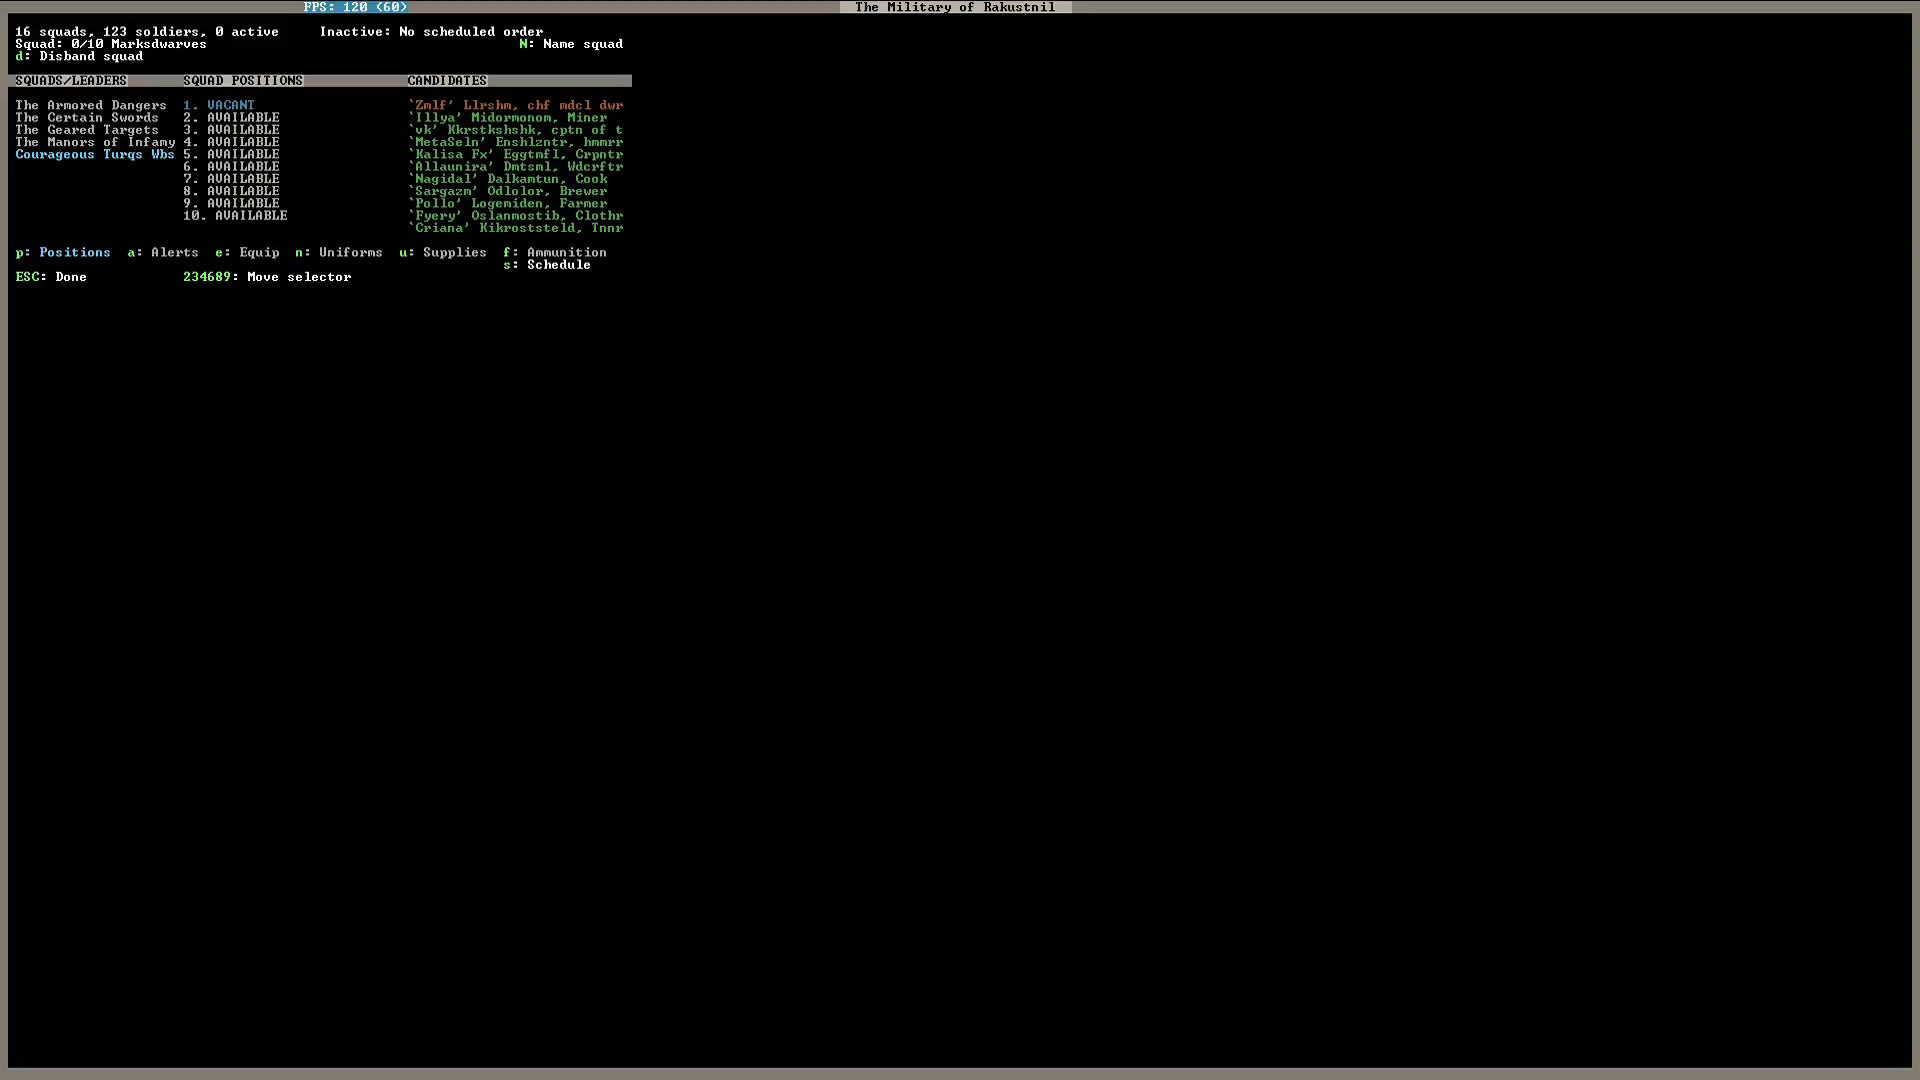 FPS: 120 (60) The Military of Rakustnil
16 squads, 123 soldiers, 0 active Inactive: No scheduled order
Squad: 0/10 Marksdwarves N: Name squad
d: Disband squad
SQUADS/LEADERS SQUAD POSITIONS CANDIDATES
The Armored Dangers 1. VACANT `Zmlf' Llrshm, chf mdcl dwr
The Certain Swords 2. AVAILABLE `Illya' Midormonom, Miner
The Geared Targets 3. AVAILABLE `vk' Kkrstkshshk, cptn of t
The Manors of Infamy 4. AVAILABLE `MetaSeln' Enshlzntr, hmmrr
Courageous Turqs Wbs 5. AVAILABLE `Kalisa Fx' Eggtmfl, Crpntr
6. AVAILABLE `Allaunira' Dmtsml, Wdcrftr
7. AVAILABLE `Nagidal' Dalkamtun, Cook
8. AVAILABLE `Sargazm' Odlolor, Brewer
9. AVAILABLE `Pollo' Logemiden, Farmer
10. AVAILABLE `Fyery' Oslanmostib, Clothr
`Criana' Kikroststeld, Tnnr
p: Positions a: Alerts e: Equip n: Uniforms u: Supplies f: Ammunition
s: Schedule
ESC: Done 234689: Move selector